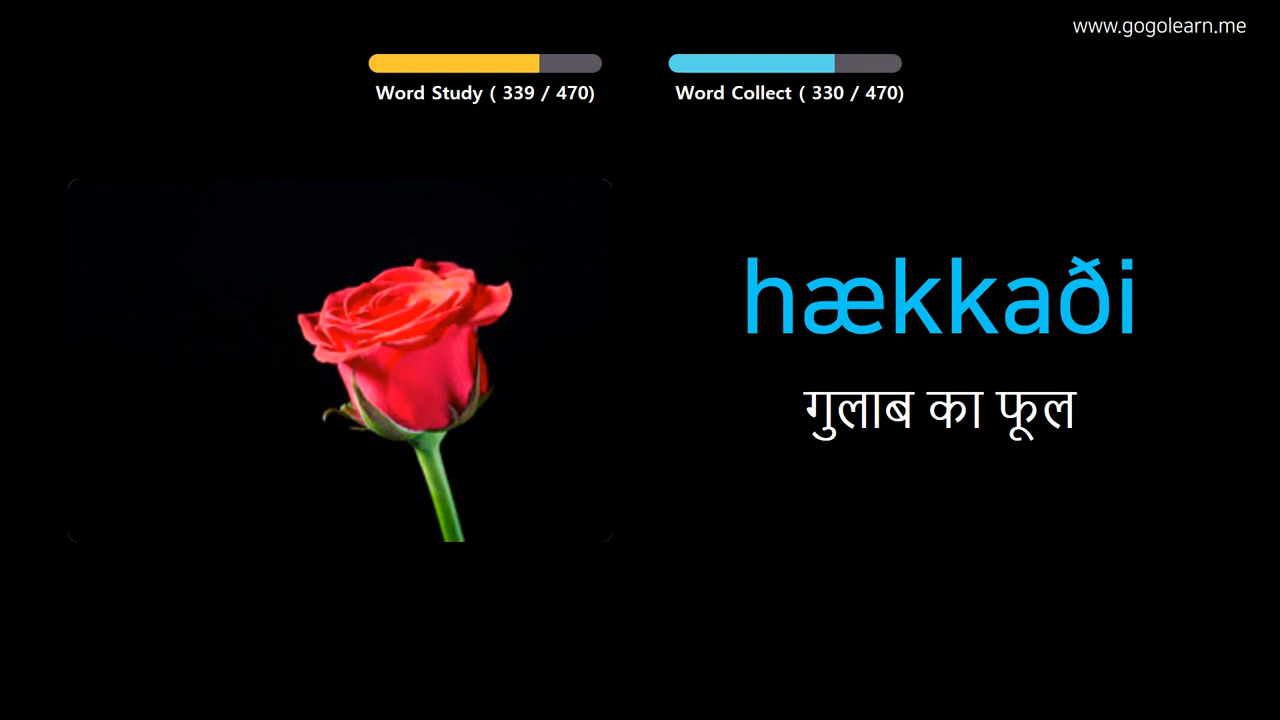 www.gogolearn.me
Word Study ( 339 / 470)
Word Collect ( 330 / 470)
hækkaði
गुलाब का फूल